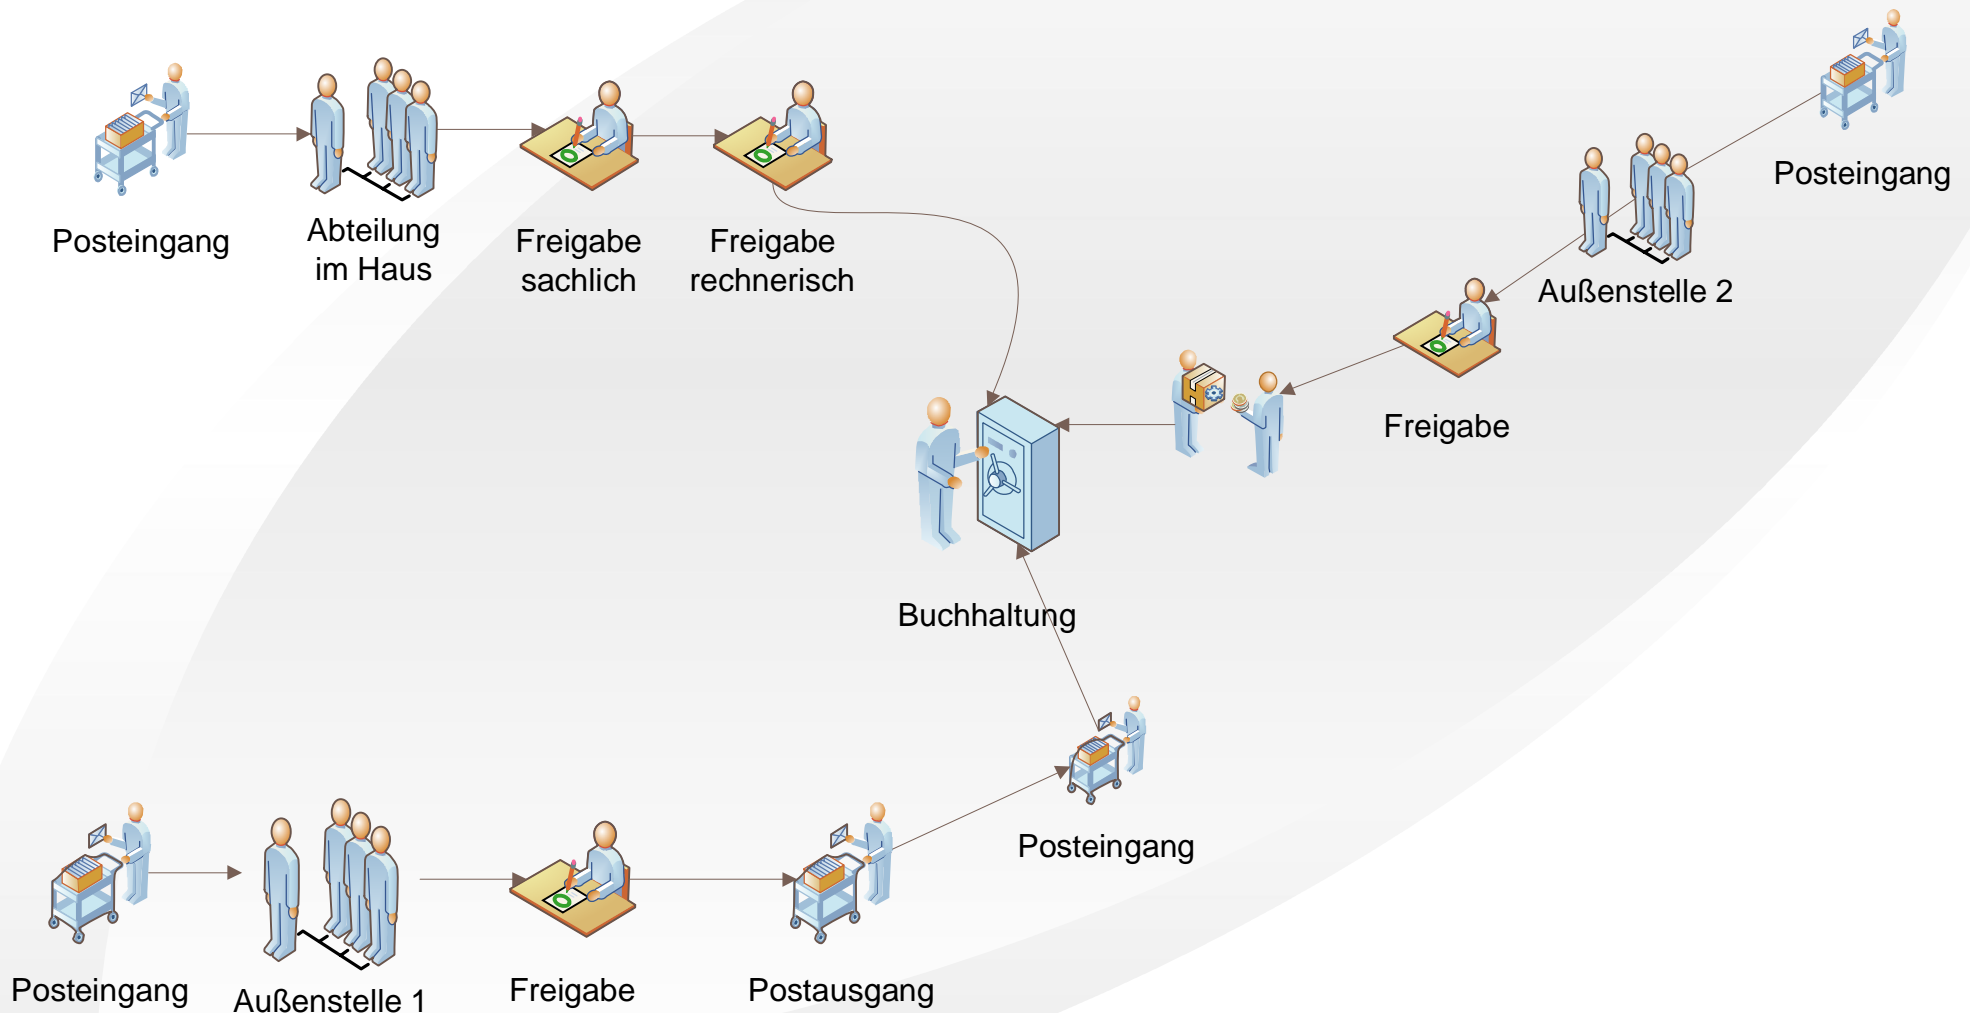 Posteingang
Abteilung
im Haus
Freigabe
sachlich
Freigabe
rechnerisch
Posteingang
Außenstelle 2
Freigabe
Buchhaltung
Posteingang
Posteingang
Außenstelle 1
Freigabe
Postausgang